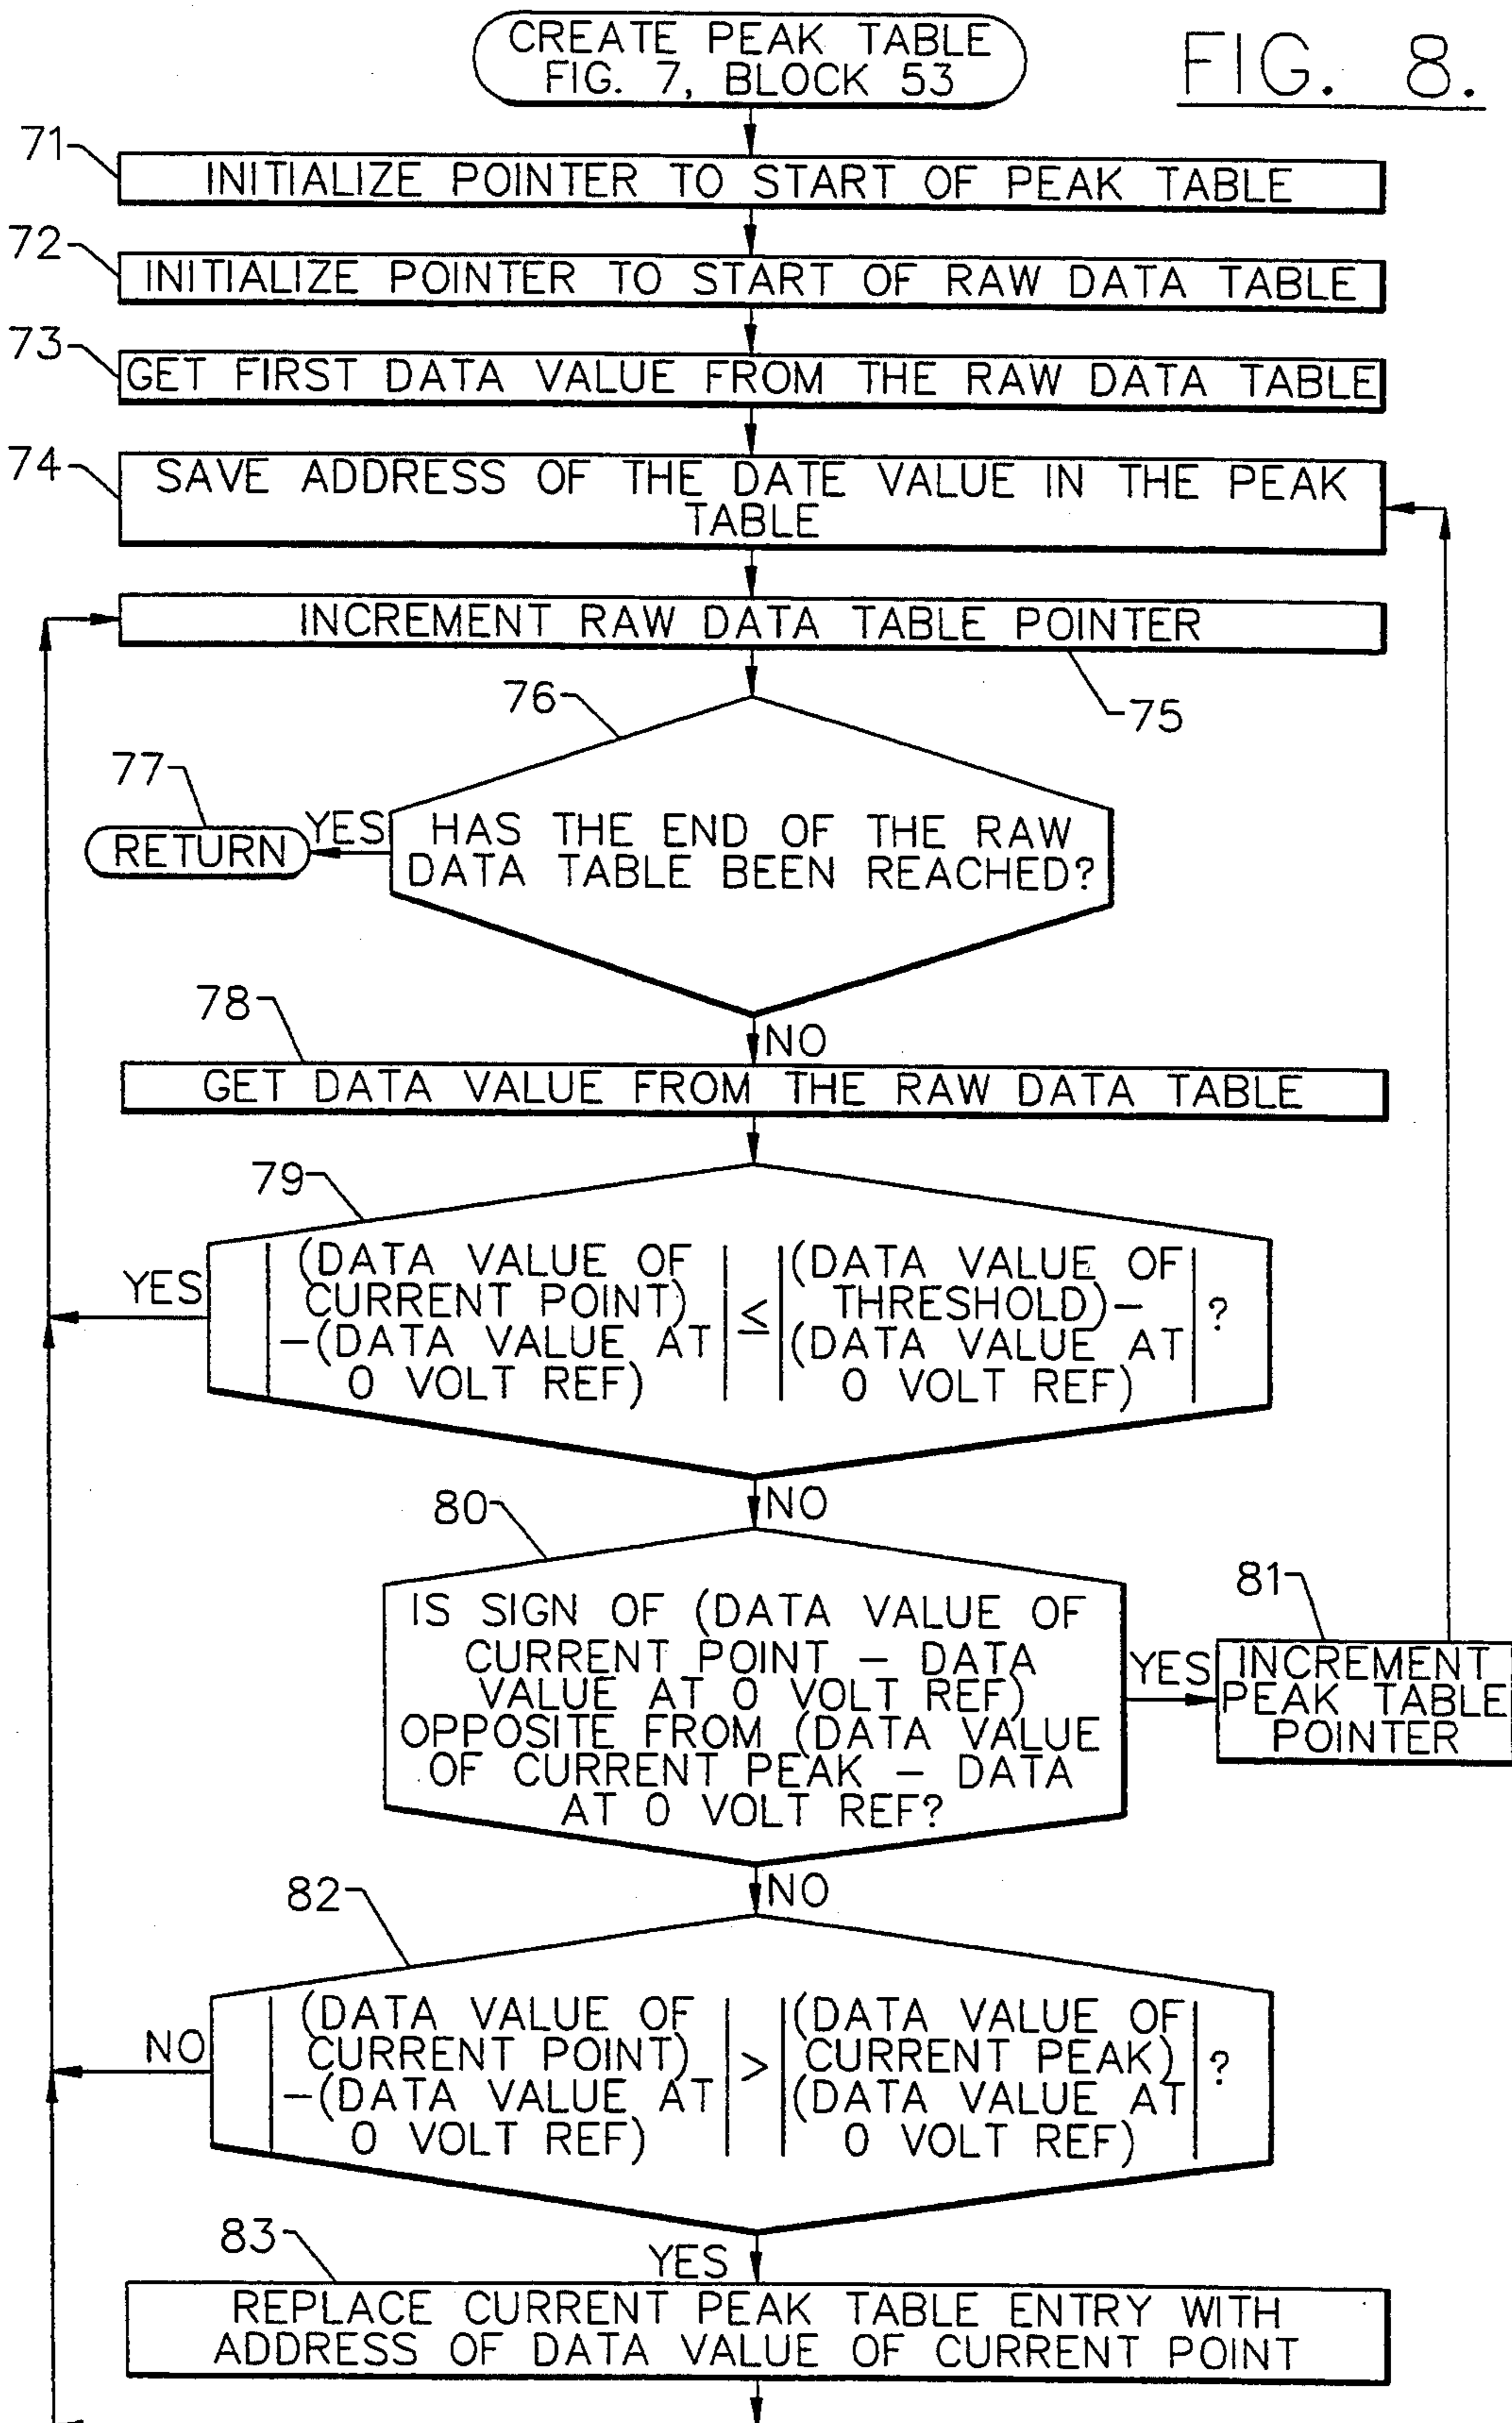 CREATE PEAK TABLE
FIG. 7, BLOCK 53
FIG. 8.
71
INITIALIZE POINTER TO START OF PEAK TABLE
72
INITIALIZE POINTER TO START OF RAW DATA TABLE
73
GET FIRST DATA VALUE FROM THE RAW DATA TABLE
74
SAVE ADDRESS OF THE DATE VALUE IN THE PEAK
TABLE
INCREMENT RAW DATA TABLE POINTER
75
76
77
RETURN
YES
HAS THE END OF THE RAW
DATA TABLE BEEN REACHED?
NO
78
GET DATA VALUE FROM THE RAW DATA TABLE
79
YES
|(DATA VALUE OF
CURRENT POINT)
-(DATA VALUE AT
0 VOLT REF)|
≤
|(DATA VALUE OF
THRESHOLD)-
(DATA VALUE AT
0 VOLT REF)|
?
NO
80
IS SIGN OF (DATA VALUE OF
CURRENT POINT - DATA
VALUE AT 0 VOLT REF)
OPPOSITE FROM (DATA VALUE
OF CURRENT PEAK - DATA
AT 0 VOLT REF?
YES
81
INCREMENT
PEAK TABLE
POINTER
NO
82
NO
|(DATA VALUE OF
CURRENT POINT)
-(DATA VALUE AT
0 VOLT REF)|
>
|(DATA VALUE OF
CURRENT PEAK)
(DATA VALUE AT
0 VOLT REF)|
?
YES
83
REPLACE CURRENT PEAK TABLE ENTRY WITH
ADDRESS OF DATA VALUE OF CURRENT POINT